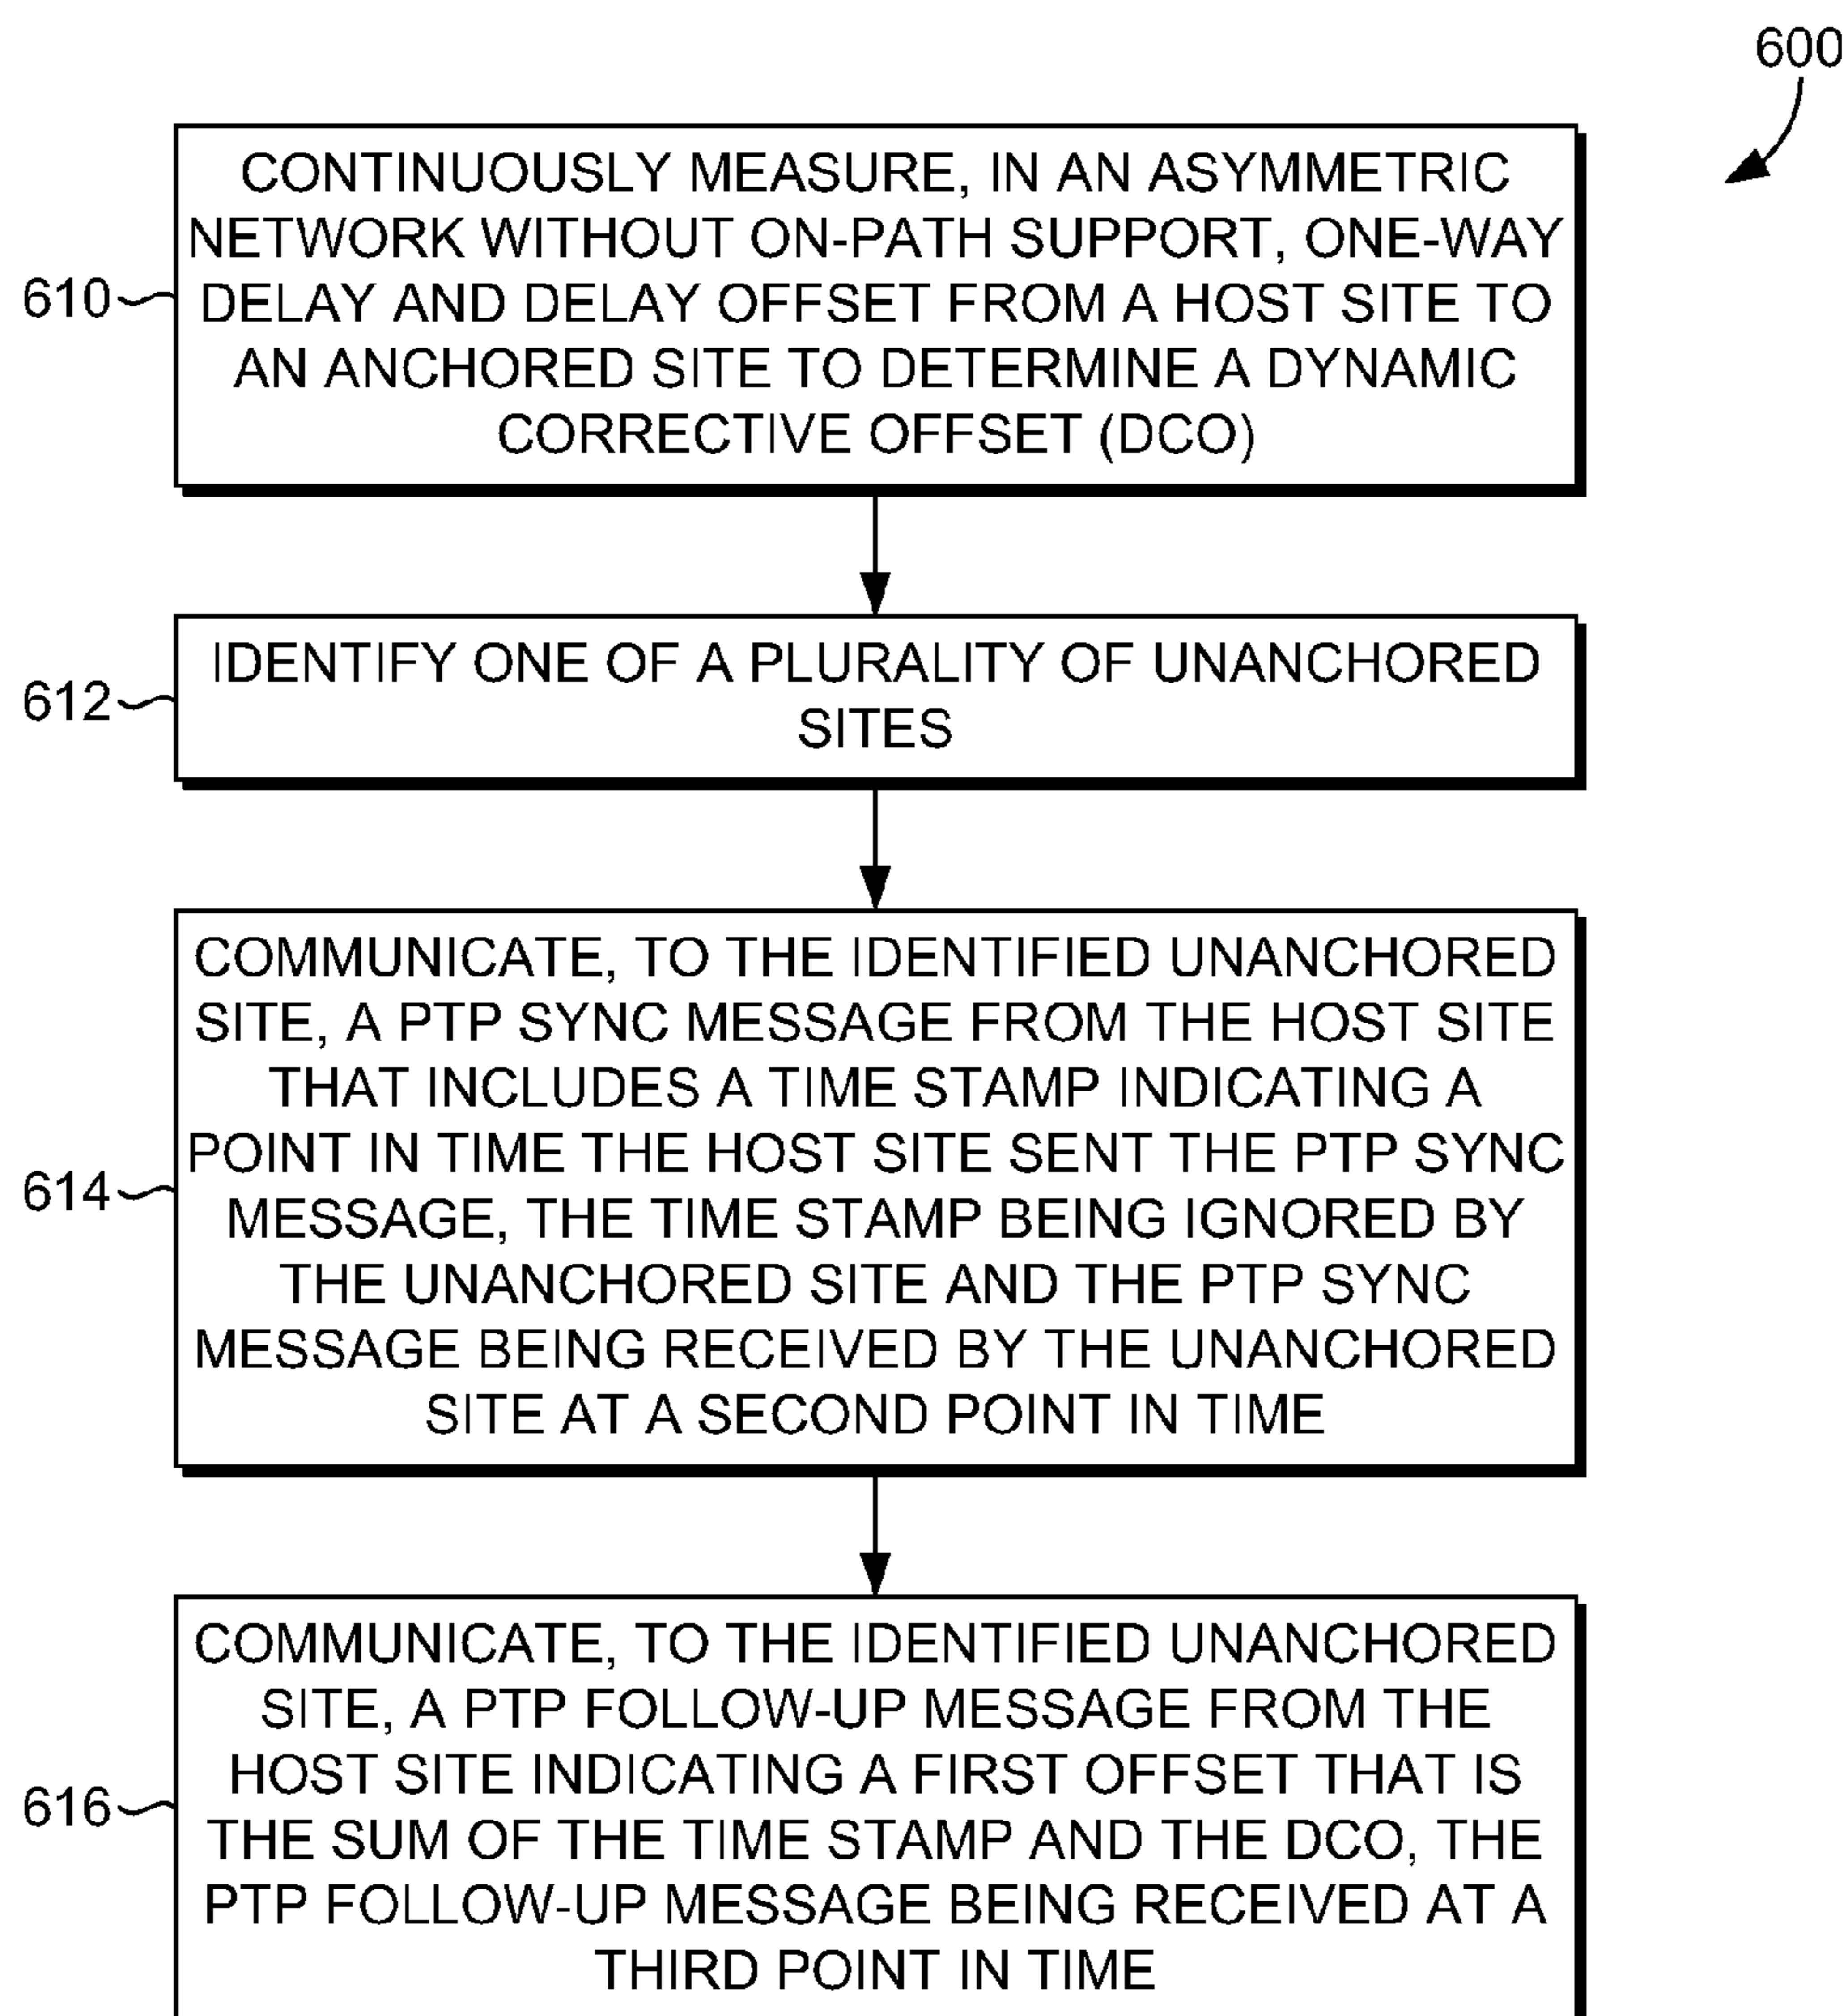 600
610
CONTINUOUSLY MEASURE, IN AN ASYMMETRIC
NETWORK WITHOUT ON-PATH SUPPORT, ONE-WAY
DELAY AND DELAY OFFSET FROM A HOST SITE TO
AN ANCHORED SITE TO DETERMINE A DYNAMIC
CORRECTIVE OFFSET (DCO)
612
IDENTIFY ONE OF A PLURALITY OF UNANCHORED
SITES
614
COMMUNICATE, TO THE IDENTIFIED UNANCHORED
SITE, A PTP SYNC MESSAGE FROM THE HOST SITE
THAT INCLUDES A TIME STAMP INDICATING A
POINT IN TIME THE HOST SITE SENT THE PTP SYNC
MESSAGE, THE TIME STAMP BEING IGNORED BY
THE UNANCHORED SITE AND THE PTP SYNC
MESSAGE BEING RECEIVED BY THE UNANCHORED
SITE AT A SECOND POINT IN TIME
616
COMMUNICATE, TO THE IDENTIFIED UNANCHORED
SITE, A PTP FOLLOW-UP MESSAGE FROM THE
HOST SITE INDICATING A FIRST OFFSET THAT IS
THE SUM OF THE TIME STAMP AND THE DCO, THE
PTP FOLLOW-UP MESSAGE BEING RECEIVED AT A
THIRD POINT IN TIME